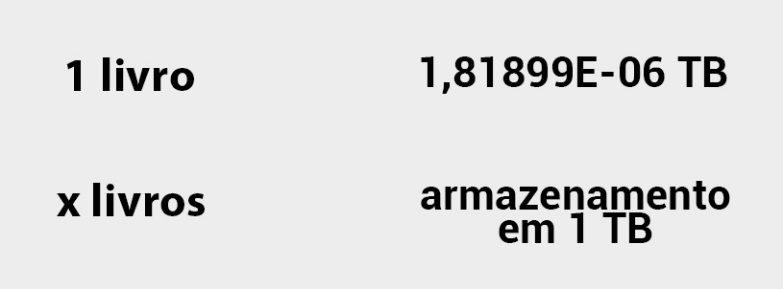 1 livro
1,81899E-06 TB
x livros
armazenamento
em 1 TB